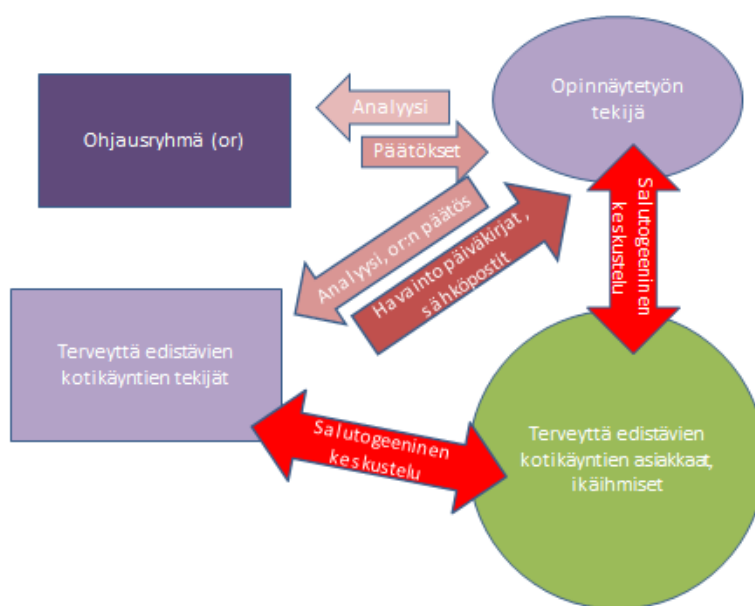 Opinnäytetyön
tekijä
Analyysi
Ohjausryhmä (or)
Päätökset
Salutogeeninen
keskustelu
Analyysi, or:n päätös
Havainto päiväkirjat,
sähköpostit
Terveyttä edistävien
kotikäyntien tekijät
Salutogeeninen
keskustelu
Terveyttä edistävien
kotikäyntien asiakkaat,
ikäihmiset